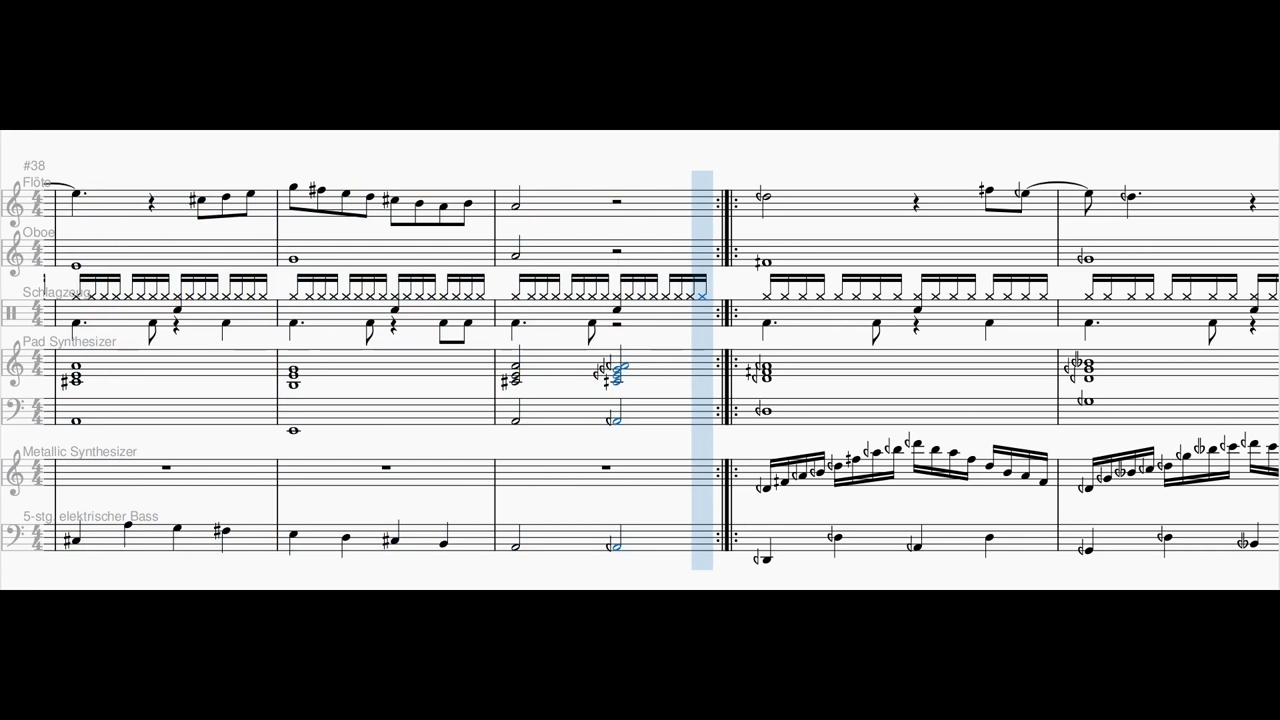 #38
Flöte
Oboe
Schlagzeug
Pad Synthesizer
Metallic Synthesizer
5-stg. elektrischer Bass